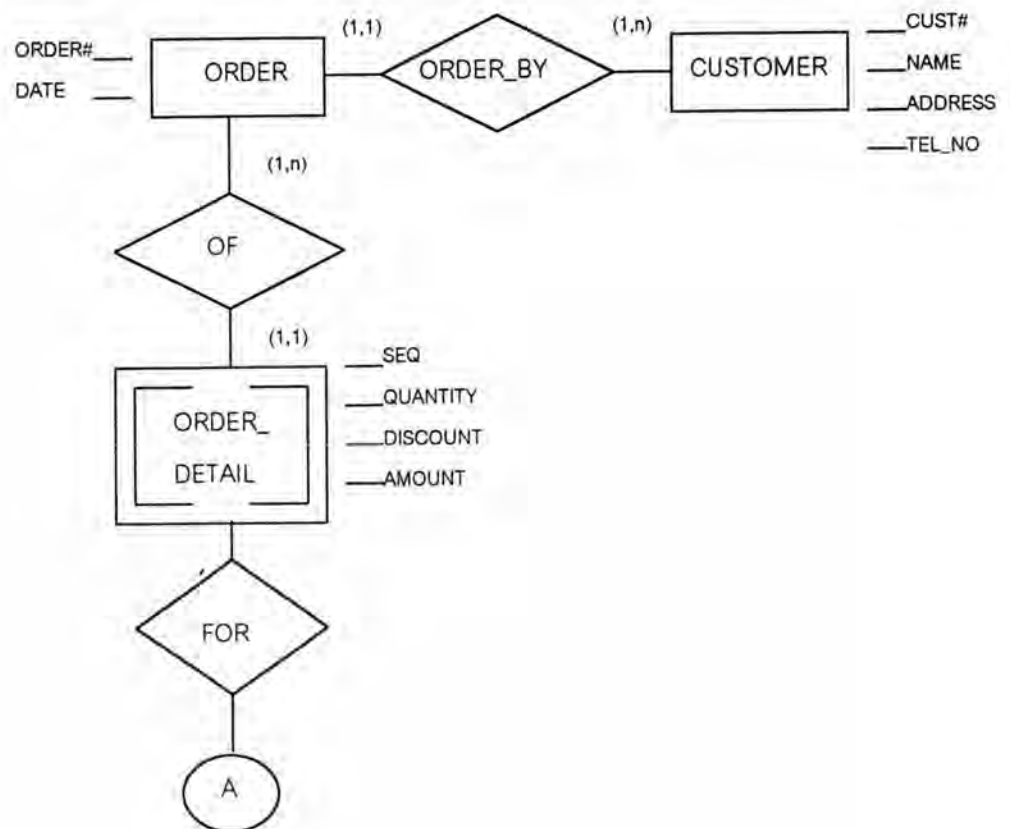 (1,1)
(1,n)
CUST#
ORDER#
ORDER
ORDER_BY
CUSTOMER
NAME
DATE
ADDRESS
TEL_NO
(1,n)
OF
(1,1)
SEQ
QUANTITY
ORDER_
DISCOUNT
DETAIL
AMOUNT
FOR
A